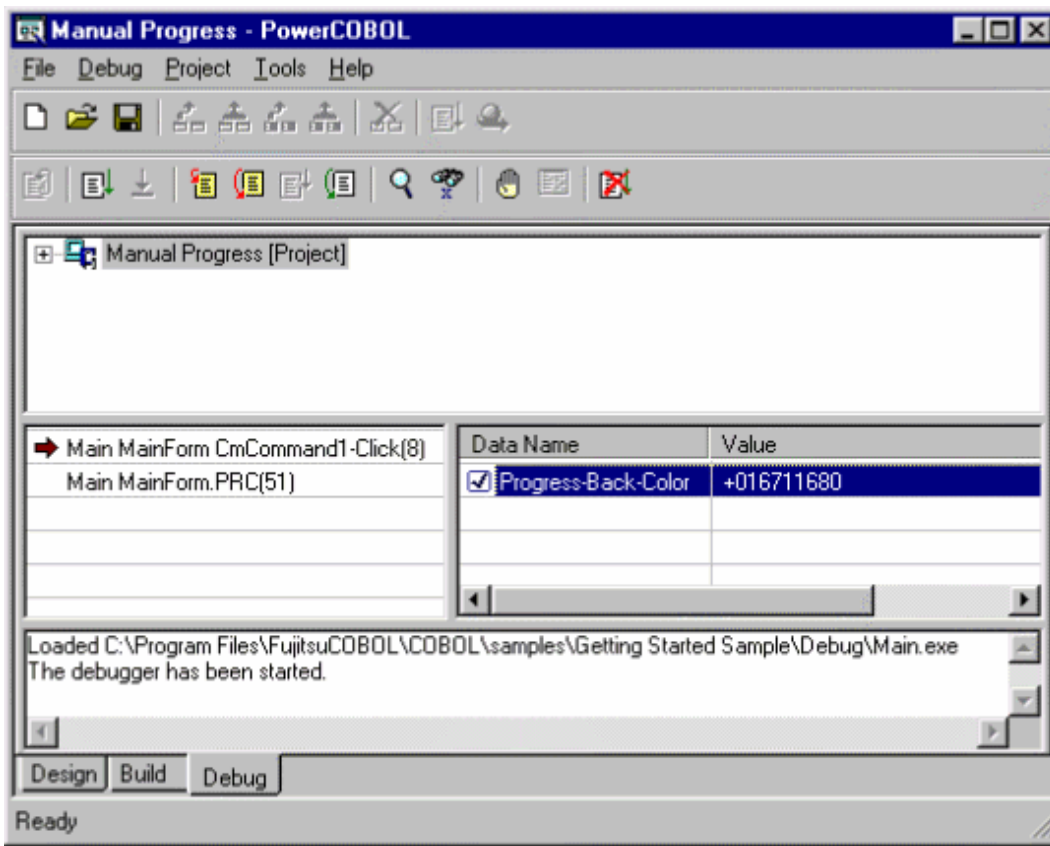 Manual Progress - PowerCOBOL
File Debug Project Tools Help
Manual Progress [Project]
Main MainForm CmCommand1-Click(8)
Main MainForm.PRC(51)
Data Name Value
Progress-Back-Color +016711680
Loaded C:\Program Files\FujitsuCOBOL\COBOL\samples\Getting Started Sample\Debug\Main.exe
The debugger has been started.
Design Build Debug
Ready